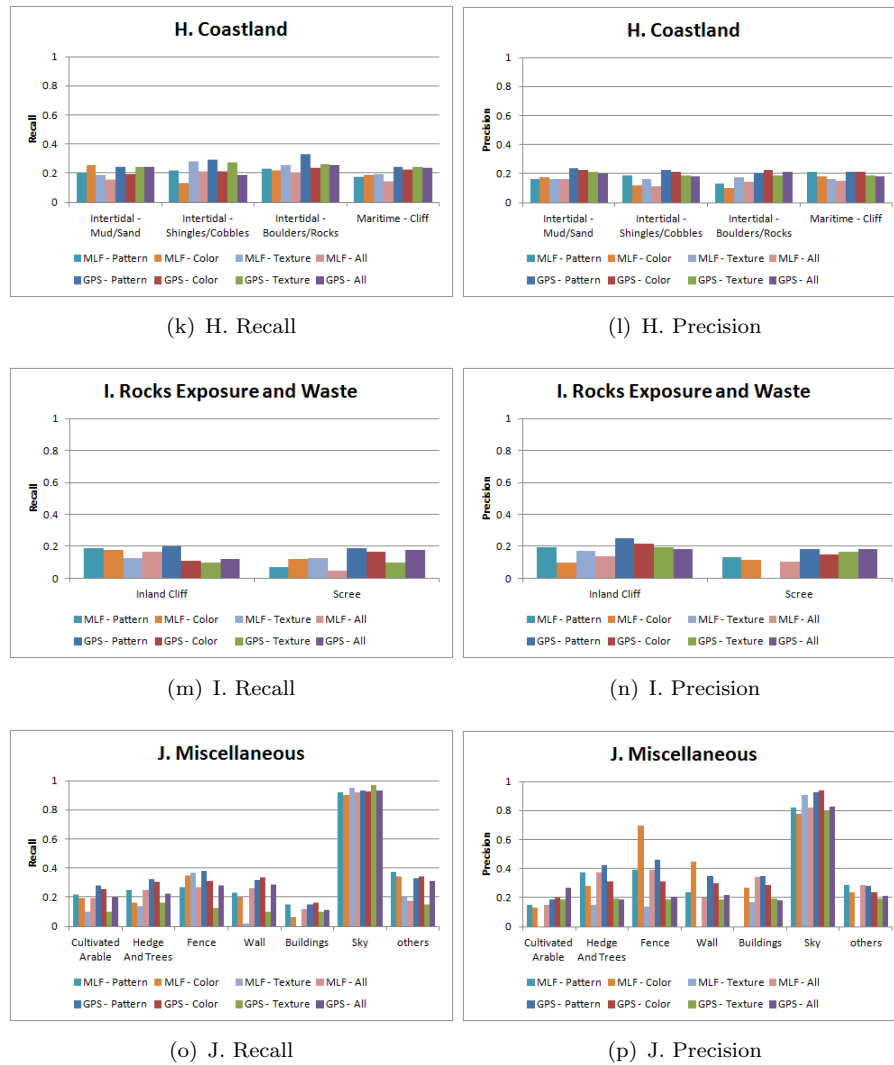 H. Coastland
1
0.8
0.6
0.4
0.2
0
Recall
Intertidal - Mud/Sand
Intertidal - Shingles/Cobbles
Intertidal - Boulders/Rocks
Maritime - Cliff
MLF - Pattern MLF - Color MLF - Texture MLF - All
GPS - Pattern GPS - Color GPS - Texture GPS - All
(k) H. Recall
H. Coastland
1
0.8
0.6
0.4
0.2
0
Precision
Intertidal - Mud/Sand
Intertidal - Shingles/Cobbles
Intertidal - Boulders/Rocks
Maritime - Cliff
MLF - Pattern MLF - Color MLF - Texture MLF - All
GPS - Pattern GPS - Color GPS - Texture GPS - All
(l) H. Precision
I. Rocks Exposure and Waste
1
0.8
0.6
0.4
0.2
0
Recall
Inland Cliff
Scree
MLF - Pattern MLF - Color MLF - Texture MLF - All
GPS - Pattern GPS - Color GPS - Texture GPS - All
(m) I. Recall
I. Rocks Exposure and Waste
1
0.8
0.6
0.4
0.2
0
Precision
Inland Cliff
Scree
MLF - Pattern MLF - Color MLF - Texture MLF - All
GPS - Pattern GPS - Color GPS - Texture GPS - All
(n) I. Precision
J. Miscellaneous
1
0.8
0.6
0.4
0.2
0
Recall
Cultivated Arable
Hedge And Trees
Fence
Wall
Buildings
Sky
others
MLF - Pattern MLF - Color MLF - Texture MLF - All
GPS - Pattern GPS - Color GPS - Texture GPS - All
(o) J. Recall
J. Miscellaneous
1
0.8
0.6
0.4
0.2
0
Precision
Cultivated Arable
Hedge And Trees
Fence
Wall
Buildings
Sky
others
MLF - Pattern MLF - Color MLF - Texture MLF - All
GPS - Pattern GPS - Color GPS - Texture GPS - All
(p) J. Precision